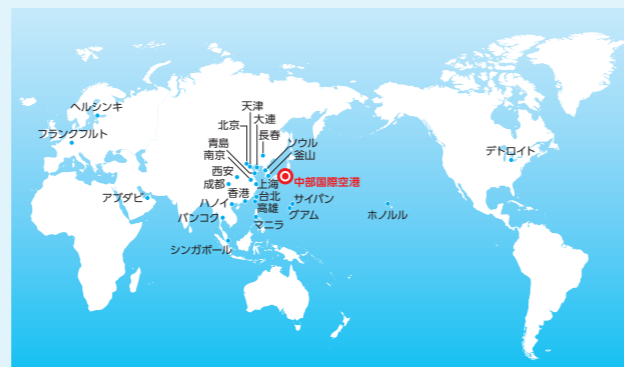 ヘルシンキ
フランクフルト
アブダビ
天津
大連
北京
長春
青島
南京
ソウル
釜山
西安
成都
上海
中部国際空港
香港
台北
高雄
サイパン
グアム
ハノイ
バンコク
マニラ
シンガポール
ホノルル
デトロイト